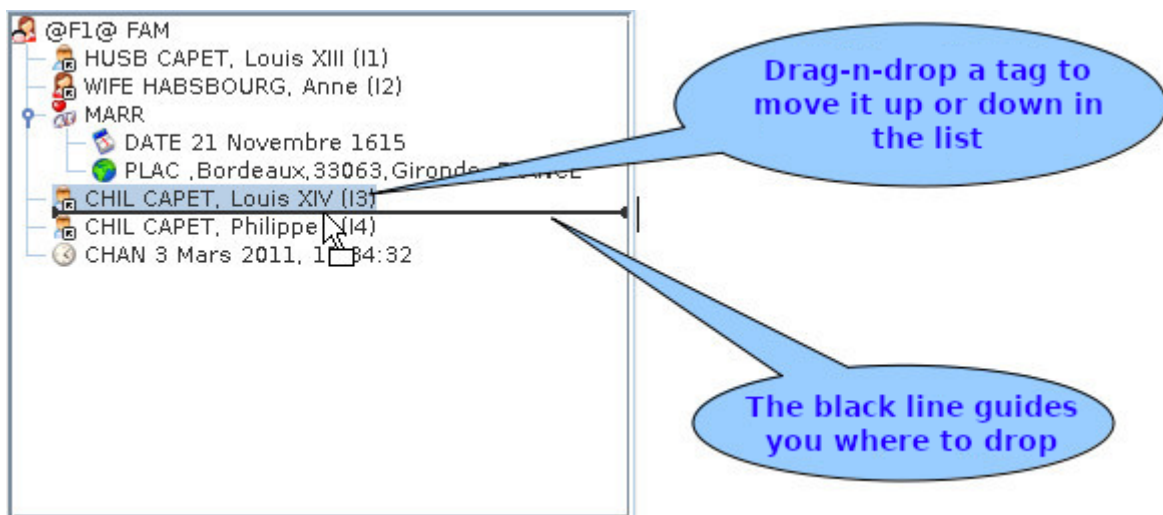 @F1@ FAM
HUSB CAPET, Louis XIII (I1)
WIFE HABSBOURG, Anne (I2)
MARR
DATE 21 Novembre 1615
PLAC ,Bordeaux,33063,Gironde,
CHIL CAPET, Louis XIV (I3)
CHIL CAPET, Philippe (I4)
CHAN 3 Mars 2011,
Drag-n-drop a tag to
move it up or down in
the list
The black line guides
you where to drop